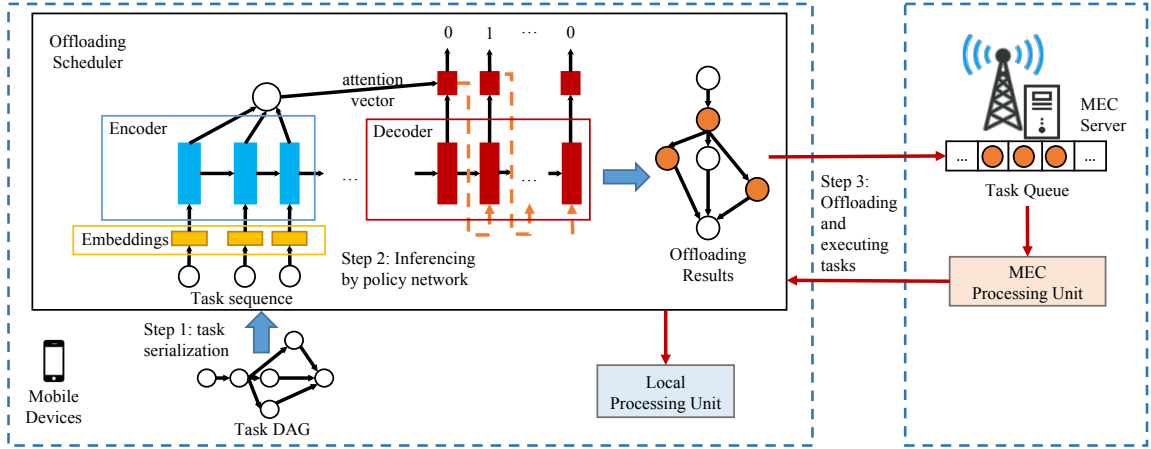 Offloading
Scheduler
0 1 ... 0
attention
vector
Encoder
Decoder
...
...
Embeddings
Step 2: Inferencing
by policy network
Task sequence
Offloading
Results
Step 1: task
serialization
Mobile
Devices
Task DAG
Local
Processing Unit
Step 3:
Offloading
and
executing
tasks
MEC
Server
... ...
Task Queue
MEC
Processing Unit